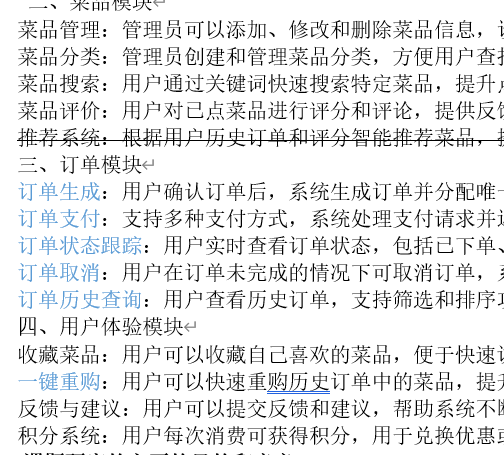 二、菜品模块
菜品管理：管理员可以添加、修改和删除菜品信息，
菜品分类：管理员创建和管理菜品分类，方便用户查
菜品搜索：用户通过关键词快速搜索特定菜品，提升
菜品评价：用户对已点菜品进行评分和评论，提供反
推荐系统：根据用户历史订单和评分智能推荐菜品，
三、订单模块
订单生成：用户确认订单后，系统生成订单并分配唯
订单支付：支持多种支付方式，系统处理支付请求并
订单状态跟踪：用户实时查看订单状态，包括已下单、
订单取消：用户在订单未完成的情况下可取消订单，
订单历史查询：用户查看历史订单，支持筛选和排序
四、用户体验模块
收藏菜品：用户可以收藏自己喜欢的菜品，便于快速
一键重购：用户可以快速重购历史订单中的菜品，提
反馈与建议：用户可以提交反馈和建议，帮助系统不
积分系统：用户每次消费可获得积分，用于兑换优惠